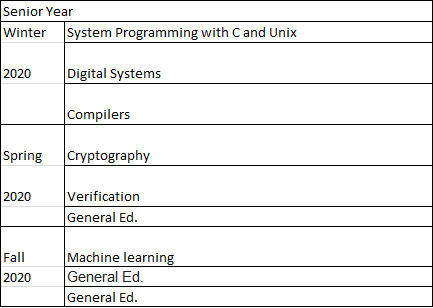 Senior Year
Winter System Programming with C and Unix
2020 Digital Systems
Compilers
Spring Cryptography
2020 Verification
General Ed.
Fall Machine learning
2020 General Ed.
General Ed.